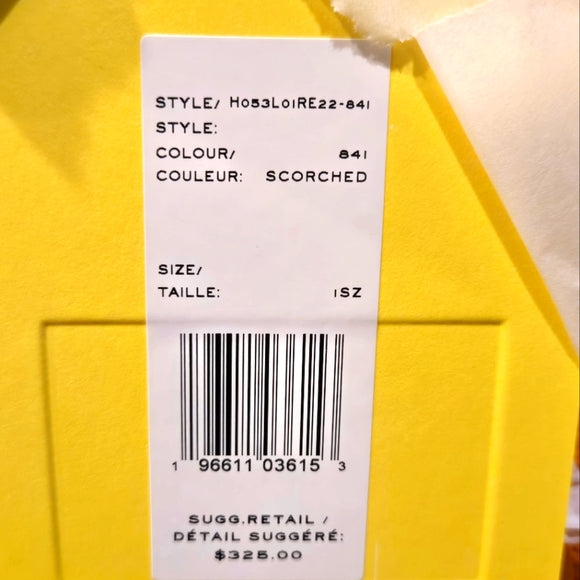 STYLE/ H053L01RE22-841
STYLE:
COLOUR/ 841
COULEUR: SCORCHED
SIZE/
TAILLE: 1SZ
1 96611 03615 3
SUGG.RETAIL /
DÉTAIL SUGGÉRÉ:
$325.00